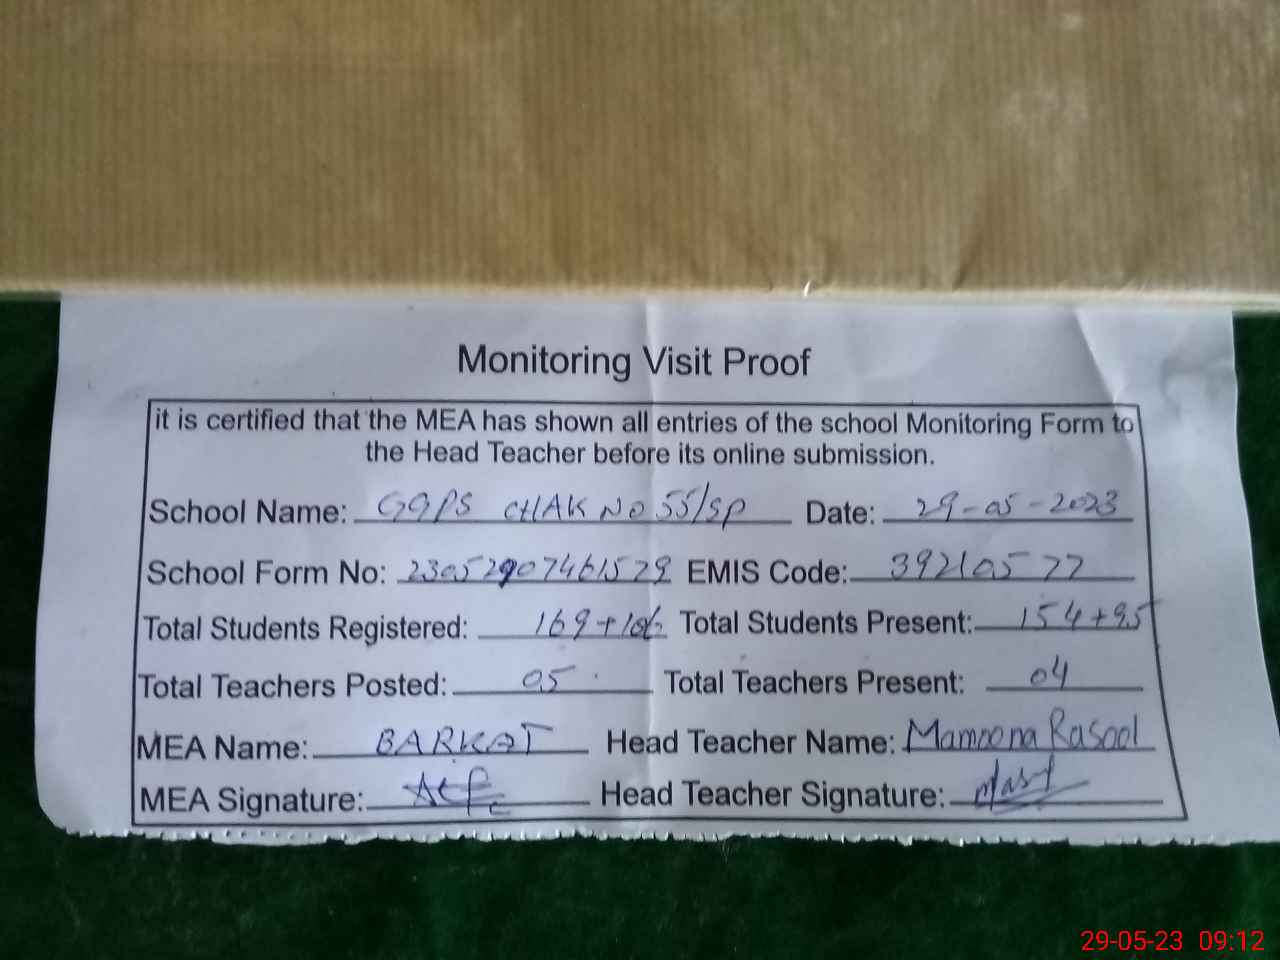 Monitoring Visit Proof
it is certified that the MEA has shown all entries of the school Monitoring Form to
the Head Teacher before its online submission.
School Name: GGPS CHAK NO 55/SP Date: 29-05-2023
School Form No: 23052907461529 EMIS Code: 39210577
Total Students Registered: 169+106 Total Students Present: 154+95
Total Teachers Posted: 05 Total Teachers Present: 04
MEA Name: BARKAT Head Teacher Name: Mamoona Rasool
MEA Signature: Head Teacher Signature:
29-05-23 09:12